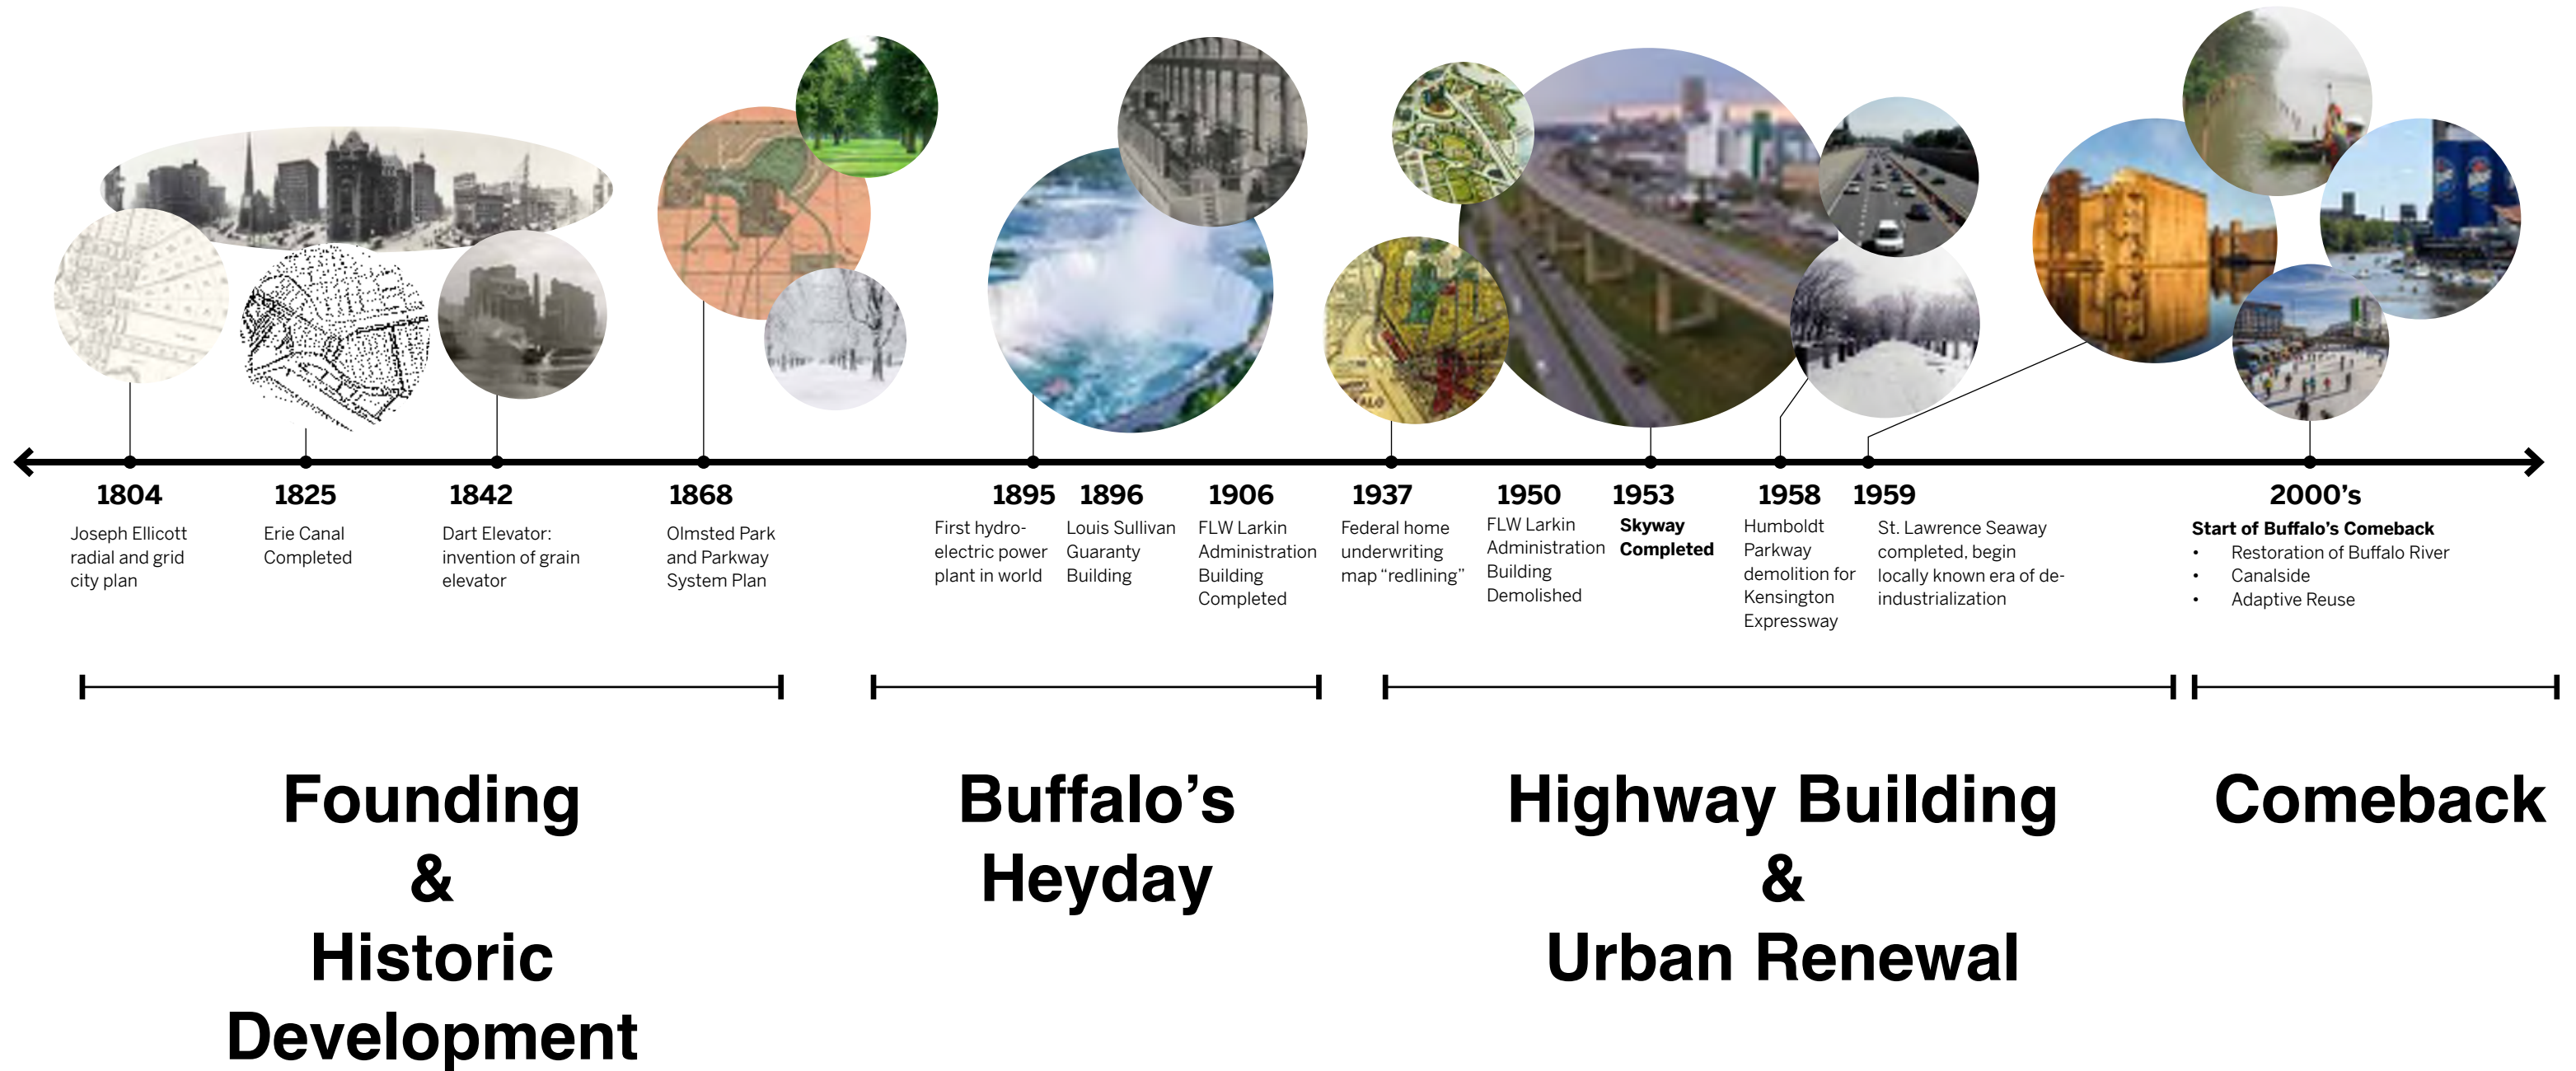 1804
Joseph Ellicott
radial and grid
city plan
1825
Erie Canal
Completed
1842
Dart Elevator:
invention of grain
elevator
1868
Olmsted Park
and Parkway
System Plan
1895
First hydro-
electric power
plant in world
1896
Louis Sullivan
Guaranty
Building
1906
FLW Larkin
Administration
Building
Completed
1937
Federal home
underwriting
map “redlining”
1950
FLW Larkin
Administration
Building
Demolished
1953
Skyway
Completed
1958
Humboldt
Parkway
demolition for
Kensington
Expressway
1959
St. Lawrence Seaway
completed, begin
locally known era of de-
industrialization
2000’s
Start of Buffalo’s Comeback
• Restoration of Buffalo River
• Canalside
• Adaptive Reuse
Founding
&
Historic
Development
Buffalo’s
Heyday
Highway Building
&
Urban Renewal
Comeback